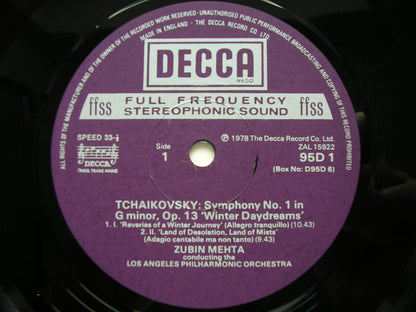 ALL RIGHTS OF THE MANUFACTURER AND OF THE OWNER OF THE RECORDED WORK RESERVED · UNAUTHORISED PUBLIC PERFORMANCE BROADCASTING AND COPYING OF THIS RECORD PROHIBITED
MADE IN ENGLAND · THE DECCA RECORD CO LTD
DECCA
REGD
ffss
FULL FREQUENCY
STEREOPHONIC SOUND
ffss
SPEED 33⅓
Side
1
℗ 1978 The Decca Record Co. Ltd.
ZAL 15922
95D 1
(Box No: D95D 6)
DECCA
TCHAIKOVSKY: Symphony No. 1 in
G minor, Op. 13 'Winter Daydreams'
1. I. 'Reveries of a Winter Journey' (Allegro tranquillo) (10.43)
2. II. 'Land of Desolation, Land of Mists'
(Adagio cantabile ma non tanto) (9.43)
ZUBIN MEHTA
conducting the
LOS ANGELES PHILHARMONIC ORCHESTRA